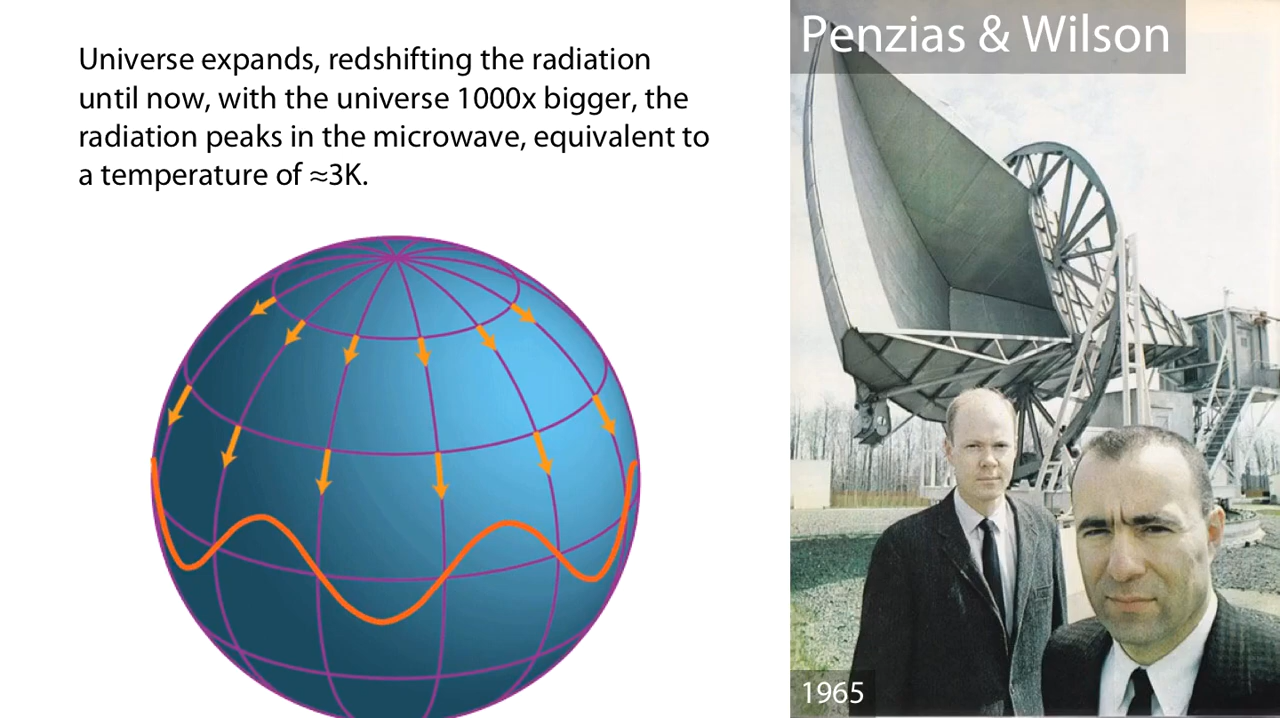 Universe expands, redshifting the radiation
until now, with the universe 1000x bigger, the
radiation peaks in the microwave, equivalent to
a temperature of ≈3K.
Penzias & Wilson
1965